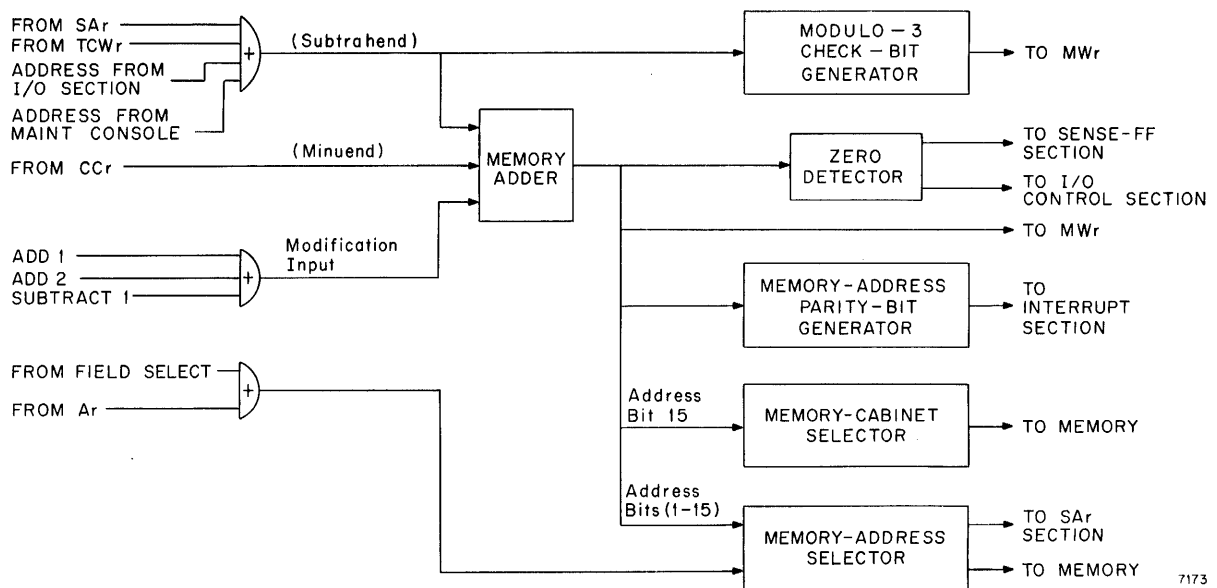 FROM SAr
FROM TCWr
ADDRESS FROM
I/O SECTION
ADDRESS FROM
MAINT CONSOLE
+
(Subtrahend)
MODULO-3
CHECK-BIT
GENERATOR
TO MWr
FROM CCr
(Minuend)
MEMORY
ADDER
ZERO
DETECTOR
TO SENSE-FF
SECTION
TO I/O
CONTROL SECTION
TO MWr
ADD 1
ADD 2
SUBTRACT 1
+
Modification
Input
MEMORY-ADDRESS
PARITY-BIT
GENERATOR
TO
INTERRUPT
SECTION
FROM FIELD SELECT
FROM Ar
+
Address
Bit 15
MEMORY-CABINET
SELECTOR
TO MEMORY
Address
Bits (1-15)
MEMORY-ADDRESS
SELECTOR
TO SAr
SECTION
TO MEMORY
7173